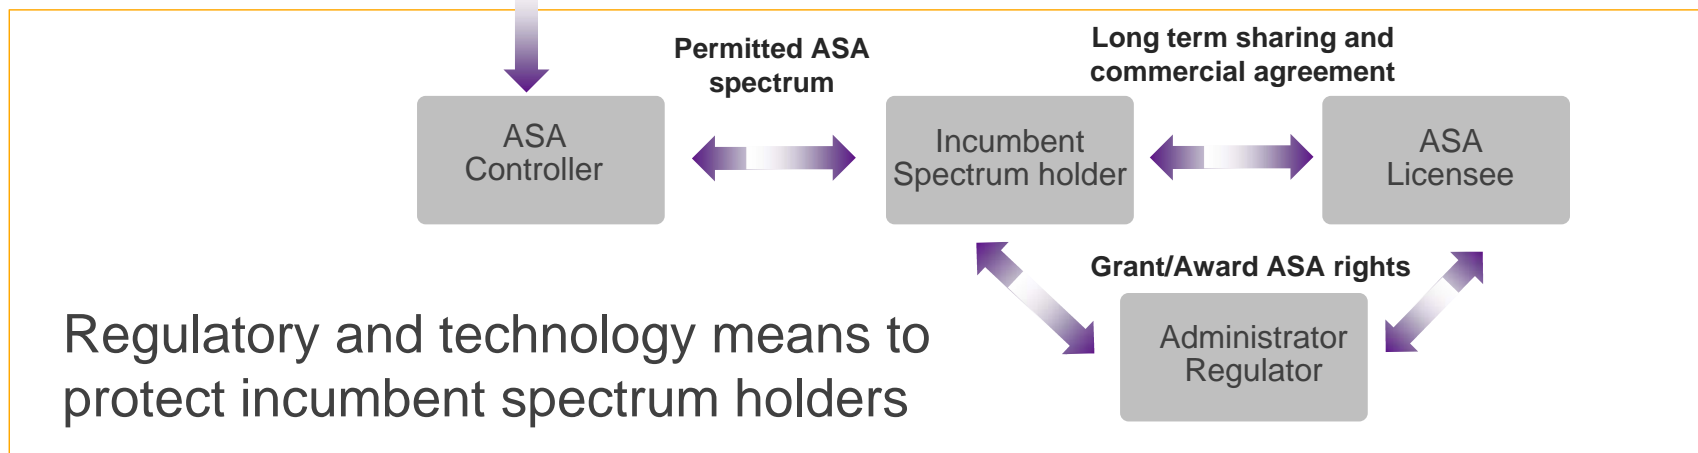 Permitted ASA
spectrum
Long term sharing and
commercial agreement
ASA
Controller
Incumbent
Spectrum holder
ASA
Licensee
Grant/Award ASA rights
Administrator
Regulator
Regulatory and technology means to
protect incumbent spectrum holders